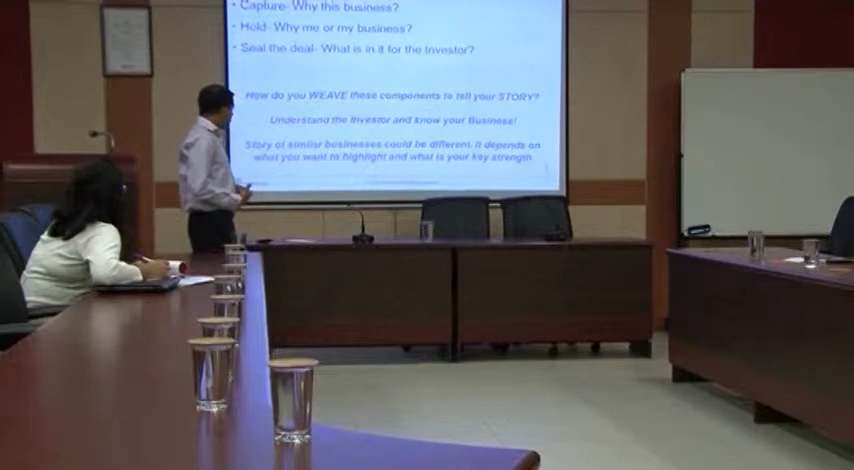 • Capture- Why this business?
• Hold- Why me or my business?
• Seal the deal- What is in it for the Investor?
How do you WEAVE these components to tell your STORY?
Understand the Investor and know your Business!
Story of similar businesses could be different. It depends on
what you want to highlight and what is your key strength